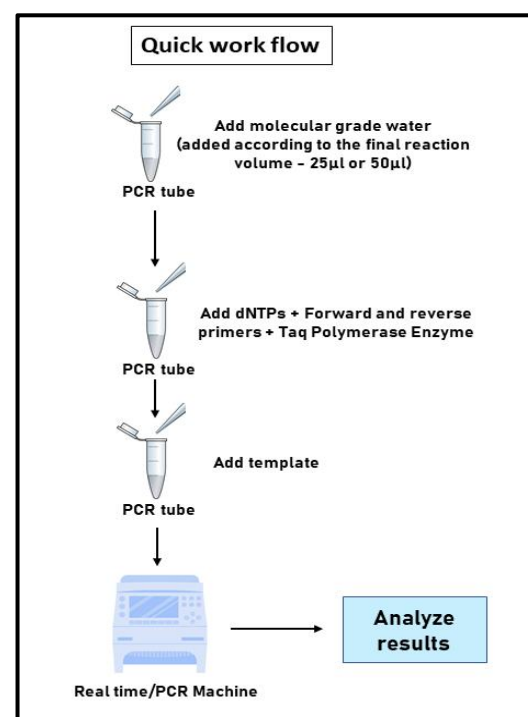 Quick work flow
Add molecular grade water
(added according to the final reaction
volume - 25µl or 50µl)
PCR tube
Add dNTPs + Forward and reverse
primers + Taq Polymerase Enzyme
PCR tube
Add template
PCR tube
Analyze
results
Real time/PCR Machine